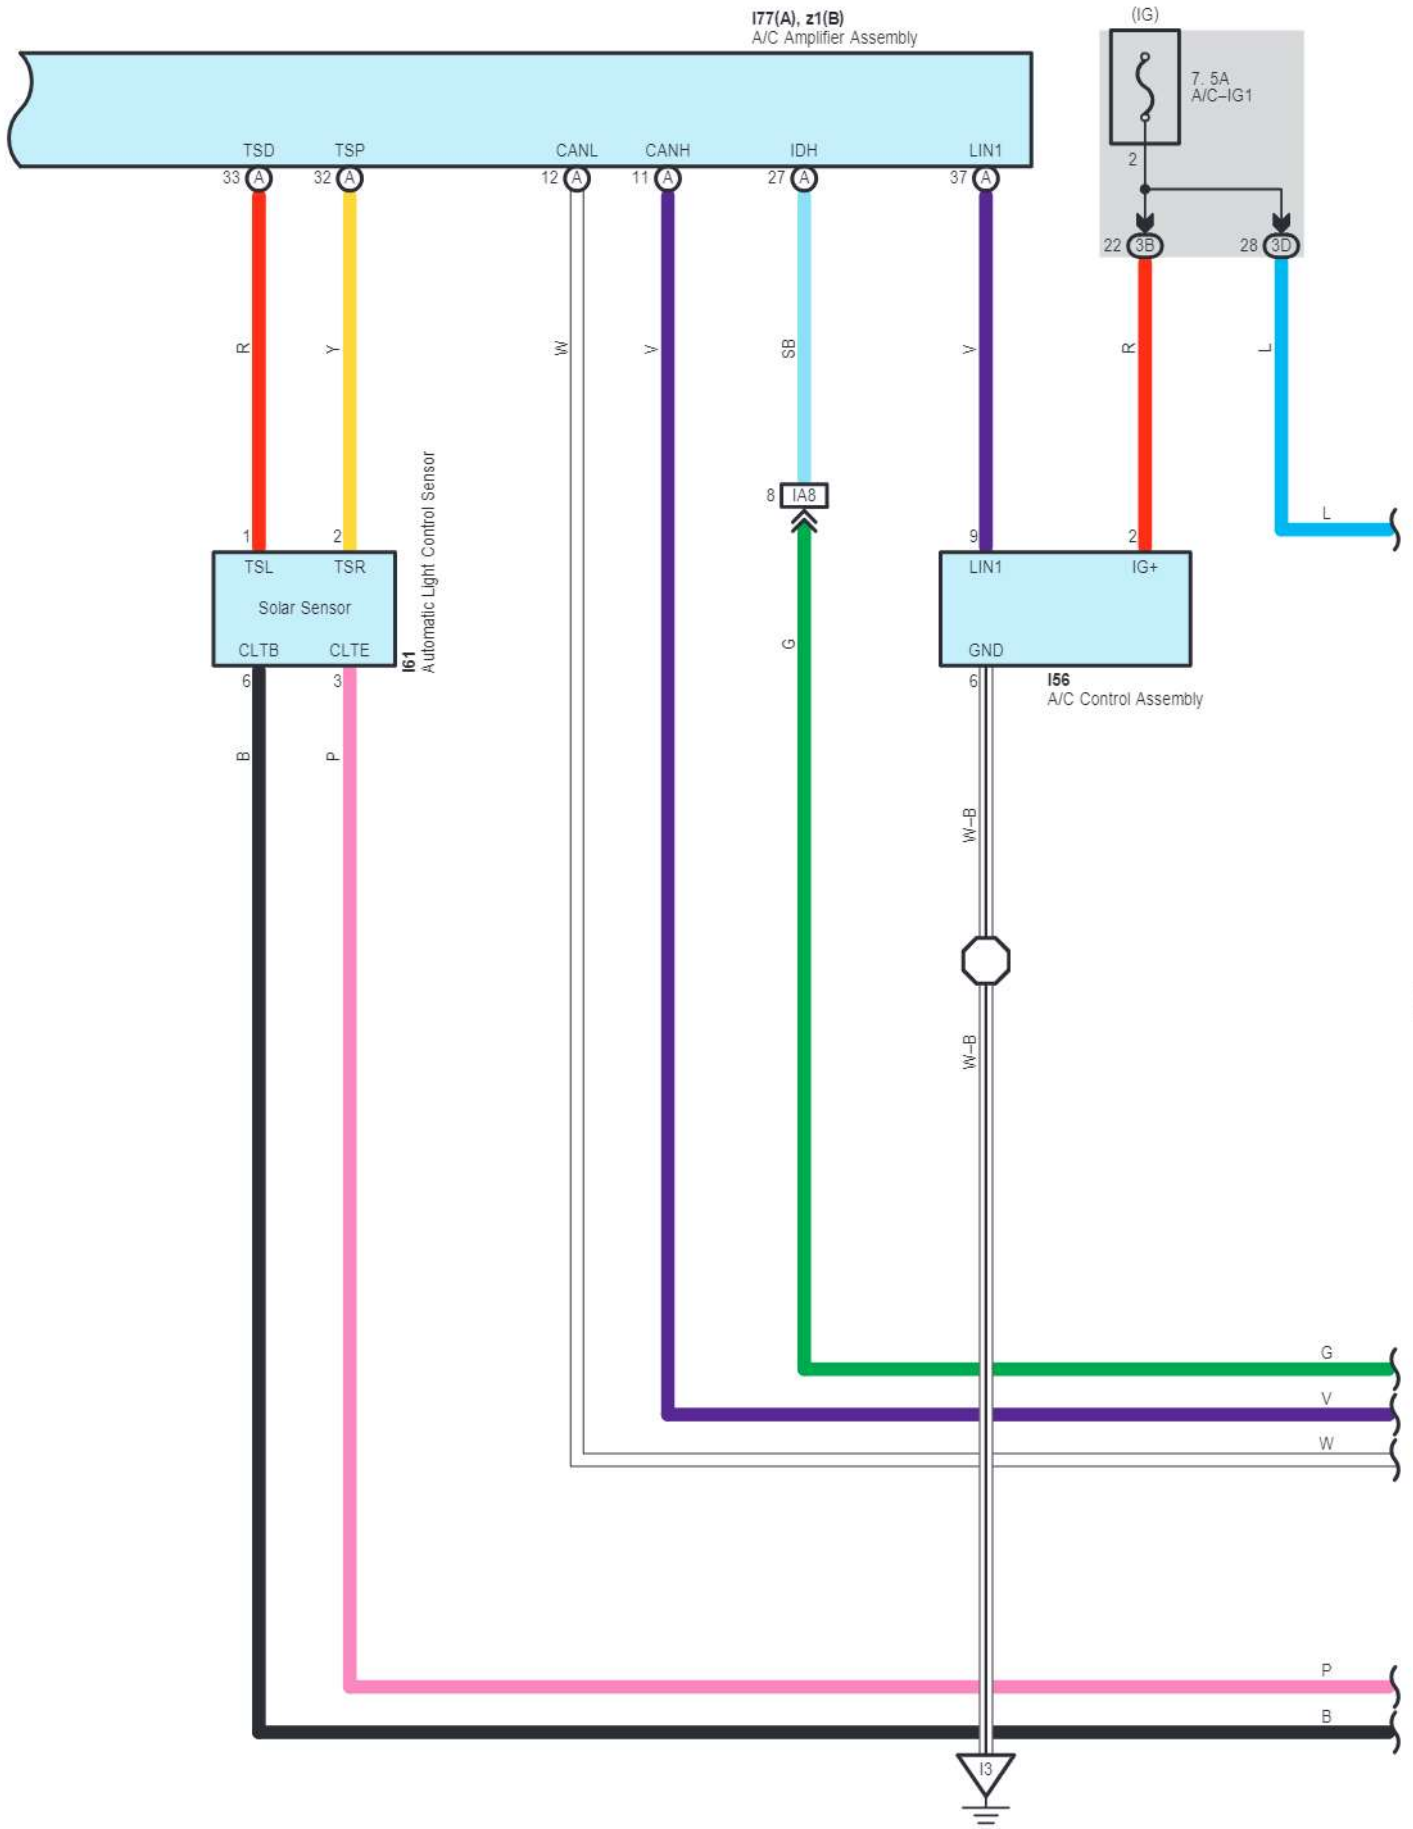 I77(A), z1(B)
A/C Amplifier Assembly
(IG)
7. 5A
A/C–IG1
2
TSD
TSP
CANL
CANH
IDH
LIN1
33 A
32 A
12 A
11 A
27 A
37 A
22 3B
28 3D
R
Y
W
V
SB
V
R
L
8 IA8
L
1
2
9
2
TSL
TSR
Solar Sensor
CLTB
CLTE
I61
Automatic Light Control Sensor
LIN1
IG+
GND
G
6
3
6
I56
A/C Control Assembly
B
P
W–B
W–B
G
V
W
P
B
I3